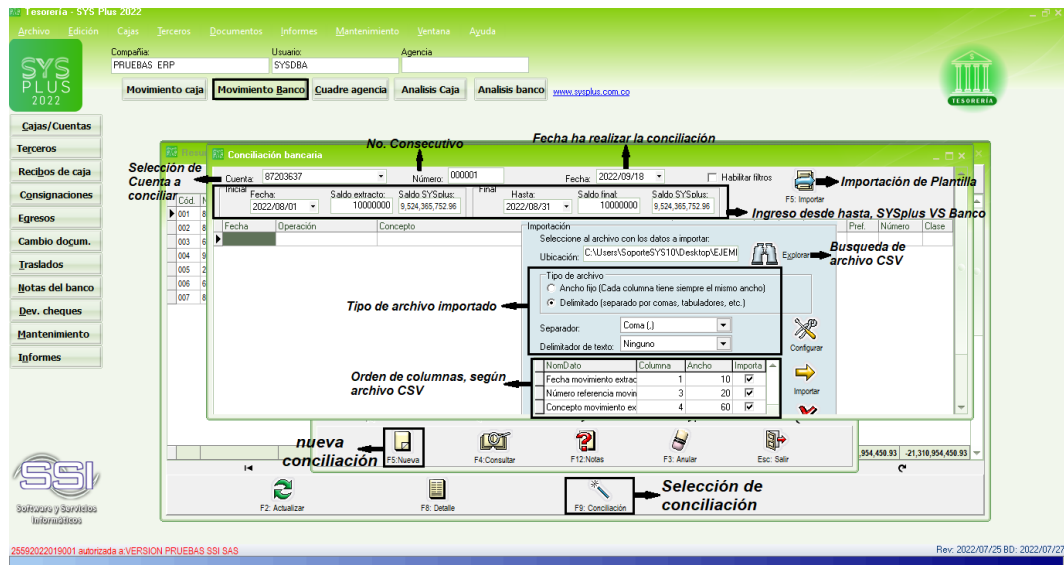 Tesorería - SYS Plus 2022
Archivo Edición Cajas Terceros Documentos Informes Mantenimiento Ventana Ayuda
SYS
PLUS
2022
Compañia: Usuario: Agencia
PRUEBAS ERP SYSDBA
Movimiento caja Movimiento Banco Cuadre agencia Analisis Caja Analisis banco www.sysplus.com.co
TESORERÍA
Cajas/Cuentas
Terceros
Recibos de caja
Consignaciones
Egresos
Cambio docum.
Traslados
Notas del banco
Dev. cheques
Mantenimiento
Informes
No. Consecutivo
Fecha ha realizar la conciliación
Conciliación bancaria
Selección de
Cuenta a
conciliar
Cuenta: 87203637 Número: 000001 Fecha: 2022/09/18 Habilitar filtros
F5: Importar
Importación de Plantilla
Inicial
Fecha: Saldo extracto: Saldo SYSplus:
2022/08/01 10000000 9,524,365,752.96
Final
Hasta: Saldo final: Saldo SYSplus:
2022/08/31 10000000 9,524,365,752.96
Ingreso desde hasta, SYSplus VS Banco
Cód.
001 8
002 8
003 6
004 9
005 2
006 6
007 8
Fecha Operación Concepto
Pref. Número Clase
Importación
Seleccione al archivo con los datos a importar:
Ubicación: C:\Users\SoporteSYS10\Desktop\EJEMI
Explorar
Busqueda de
archivo CSV
Tipo de archivo
Ancho fijo (Cada columna tiene siempre el mismo ancho)
Delimitado (separado por comas, tabuladores, etc.)
Tipo de archivo importado
Separador: Coma (,)
Delimitador de texto: Ninguno
Configurar
NomDato Columna Ancho Importa
Fecha movimiento extrac 1 10
Número referencia movin 3 20
Concepto movimiento ex 4 60
Importar
Orden de columnas, según
archivo CSV
nueva
conciliación
F5:Nueva F4:Consultar F12:Notas F3: Anular Esc: Salir
,954,450.93 -21,310,954,450.93
F2: Actualizar F8: Detalle F9: Conciliación
Selección de
conciliación
SSI
Software y Servicios
Informáticos
25592022019001 autorizada a:VERSION PRUEBAS SSI SAS
Rev: 2022/07/25 BD: 2022/07/27